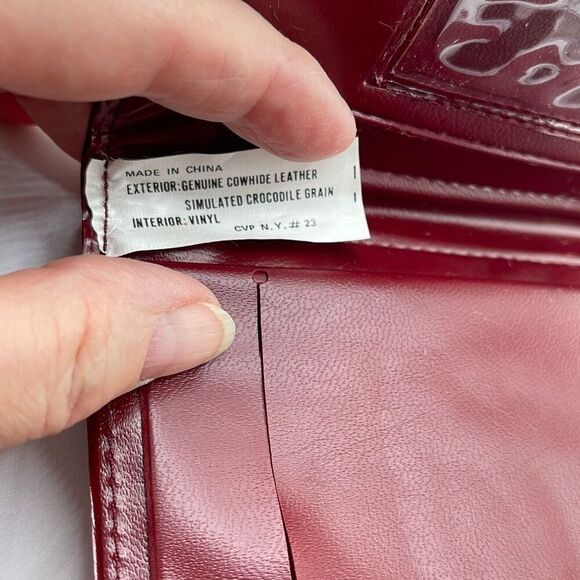 MADE IN CHINA
EXTERIOR:GENUINE COWHIDE LEATHER
SIMULATED CROCODILE GRAIN
INTERIOR:VINYL
CVP N.Y.# 23